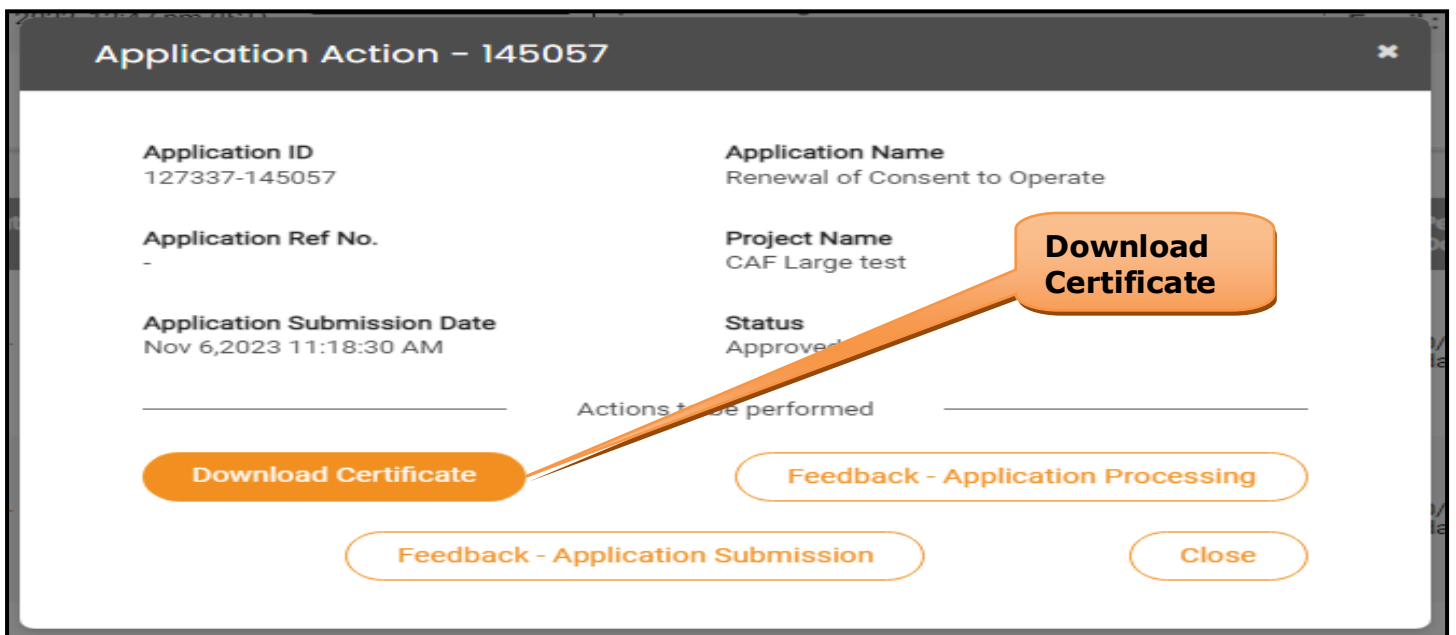 Application Action - 145057
Application ID
127337-145057
Application Name
Renewal of Consent to Operate
Application Ref No.
-
Project Name
CAF Large test
Download
Certificate
Application Submission Date
Nov 6,2023 11:18:30 AM
Status
Approved
Actions be performed
Download Certificate
Feedback - Application Processing
Feedback - Application Submission
Close